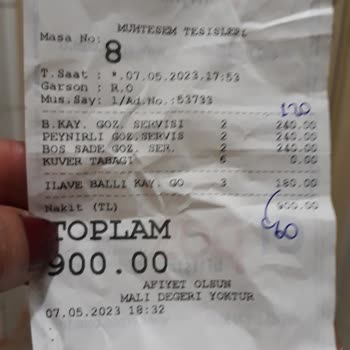 MUHTESEM TESISLERI
Masa No:
8
T.Saat : *.07.05.2023,17:53
Garson : R.O
Mus.Say: 1/Ad.No.:53733
120
B.KAY. GOZ. SERVISI 2 240.00
PEYNIRLI GOZ.SERVIS 2 240.00
BOS SADE GOZ. SER. 2 240.00
KUVER TABAGI 6 0.00
ILAVE BALLI KAY. GO 3 180.00
Nakit (TL) 900.00
60
TOPLAM
900.00
AFIYET OLSUN
MALI DEGERI YOKTUR
07.05.2023 18:32